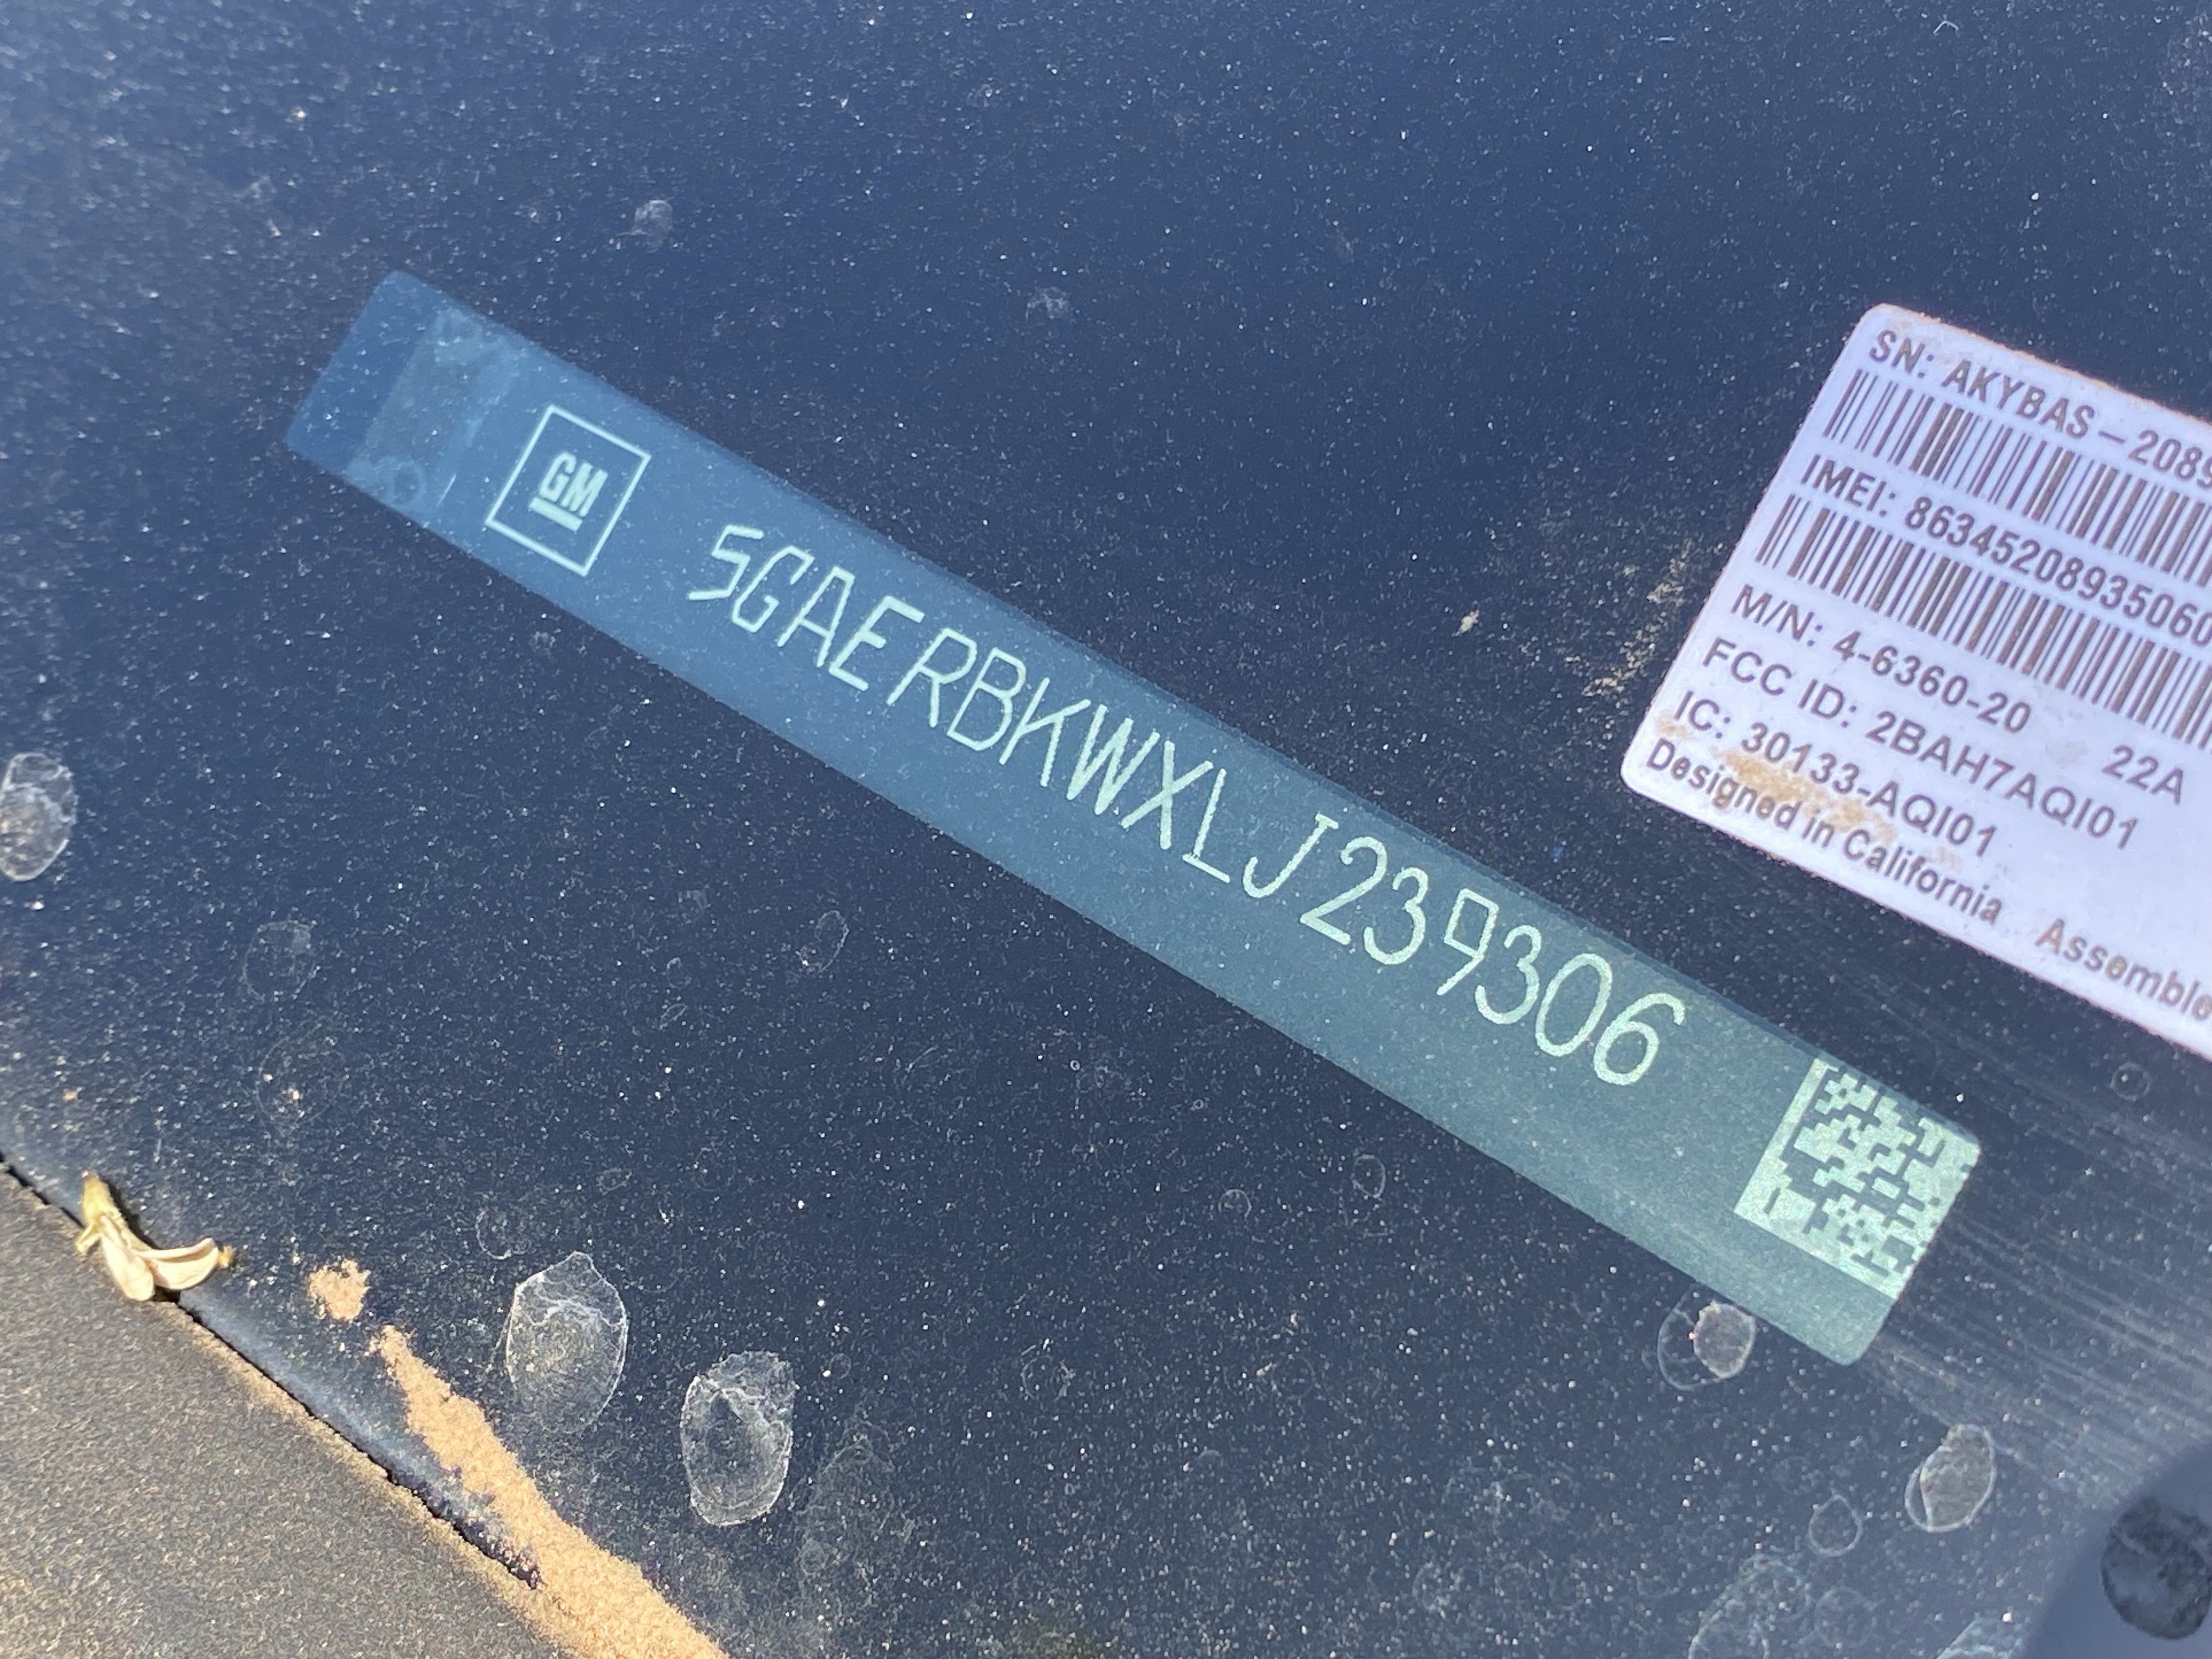 GM
5GAERBKWXLJ239306
SN: AKYBAS-2089
IMEI: 86345208935060
M/N: 4-6360-20 22A
FCC ID: 2BAH7AQI01
IC: 30133-AQI01
Designed in California